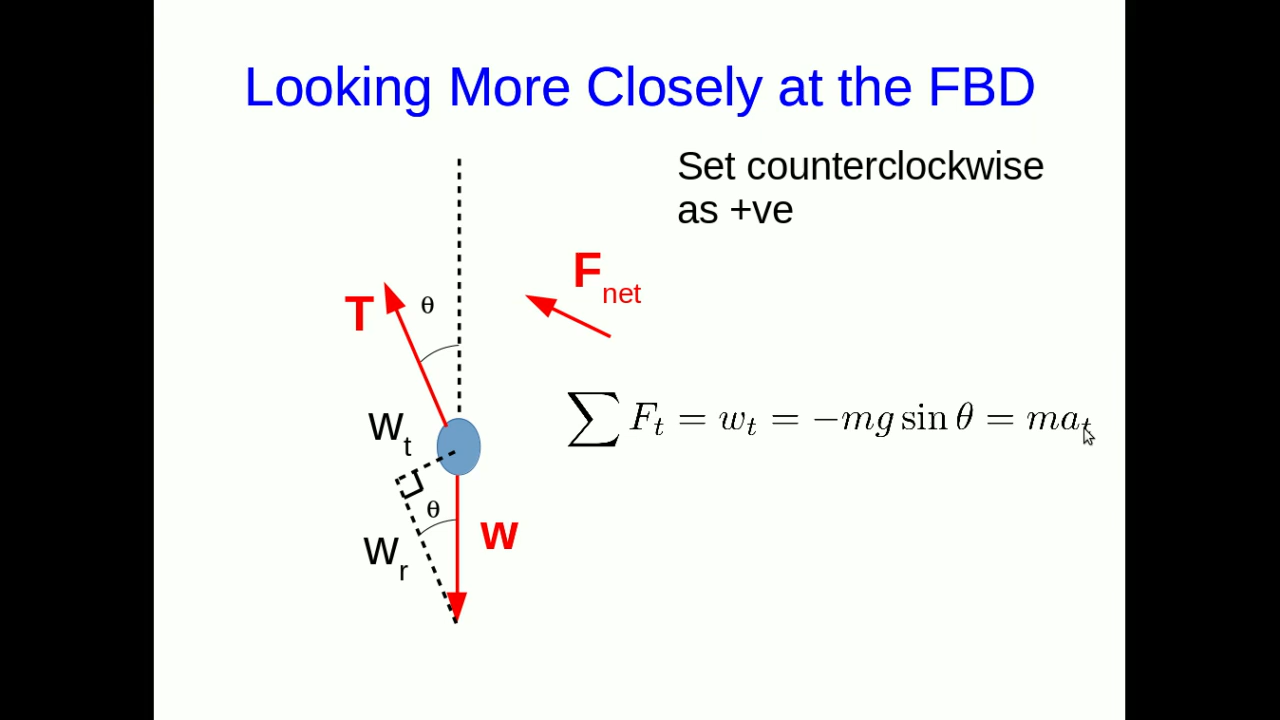 Looking More Closely at the FBD
Set counterclockwise
as +ve
F_net
T
θ
∑ F_t = w_t = −mg sin θ = ma_t
W_t
θ
w
W_r